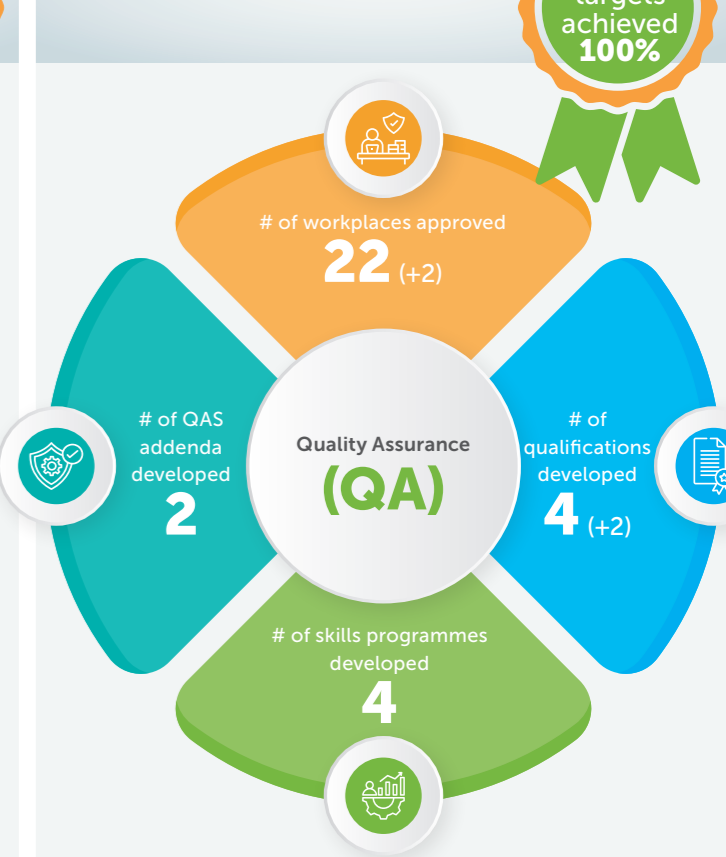 targets
achieved
100%
# of workplaces approved
22 (+2)
# of QAS
addenda
developed
2
Quality Assurance
(QA)
# of
qualifications
developed
4 (+2)
# of skills programmes
developed
4